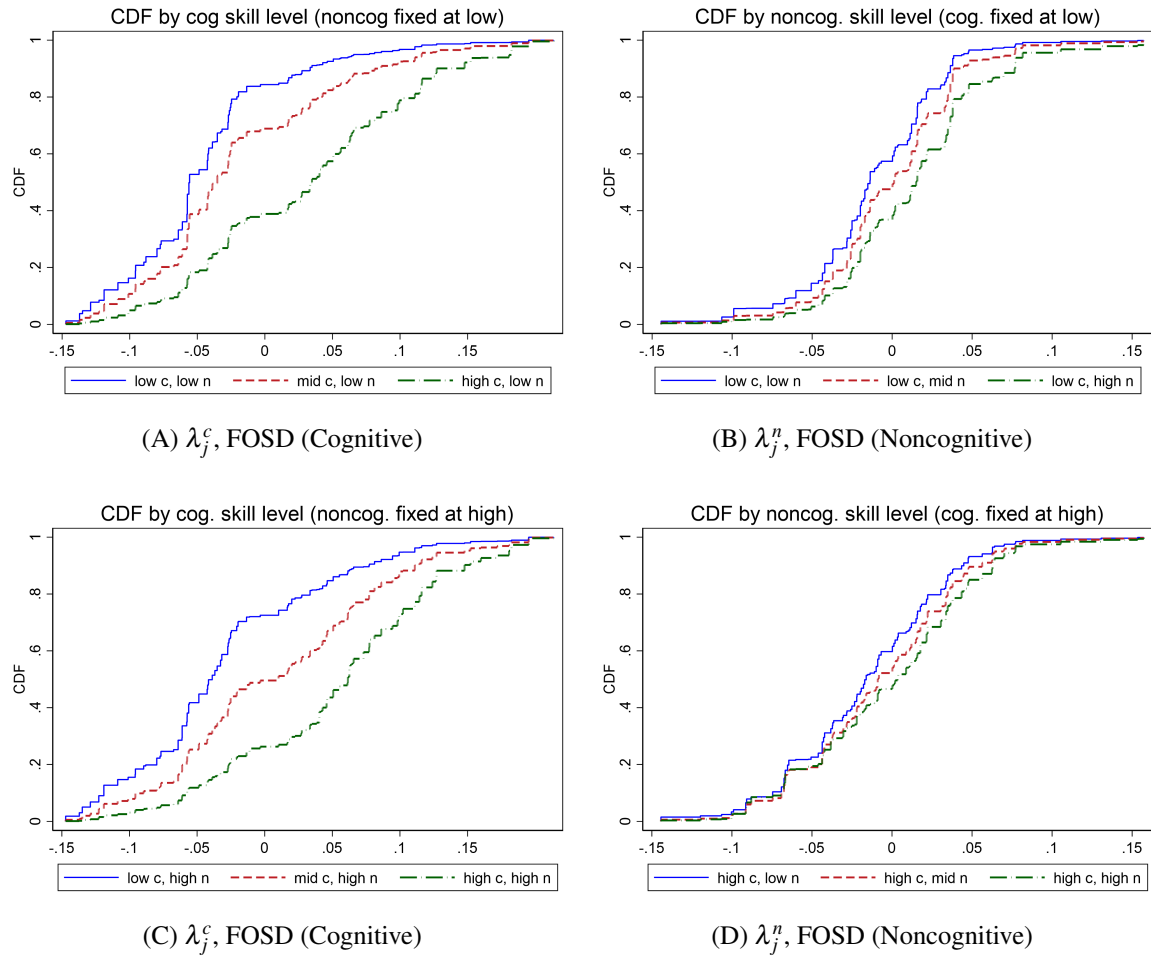 CDF by cog skill level (noncog fixed at low)
CDF
1
.8
.6
.4
.2
0
-.15 -.1 -.05 0 .05 .1 .15
low c, low n mid c, low n high c, low n
(A) λ_j^c, FOSD (Cognitive)
CDF by noncog. skill level (cog. fixed at low)
CDF
1
.8
.6
.4
.2
0
-.15 -.1 -.05 0 .05 .1 .15
low c, low n low c, mid n low c, high n
(B) λ_j^n, FOSD (Noncognitive)
CDF by cog. skill level (noncog. fixed at high)
CDF
1
.8
.6
.4
.2
0
-.15 -.1 -.05 0 .05 .1 .15
low c, high n mid c, high n high c, high n
(C) λ_j^c, FOSD (Cognitive)
CDF by noncog. skill level (cog. fixed at high)
CDF
1
.8
.6
.4
.2
0
-.15 -.1 -.05 0 .05 .1 .15
high c, low n high c, mid n high c, high n
(D) λ_j^n, FOSD (Noncognitive)